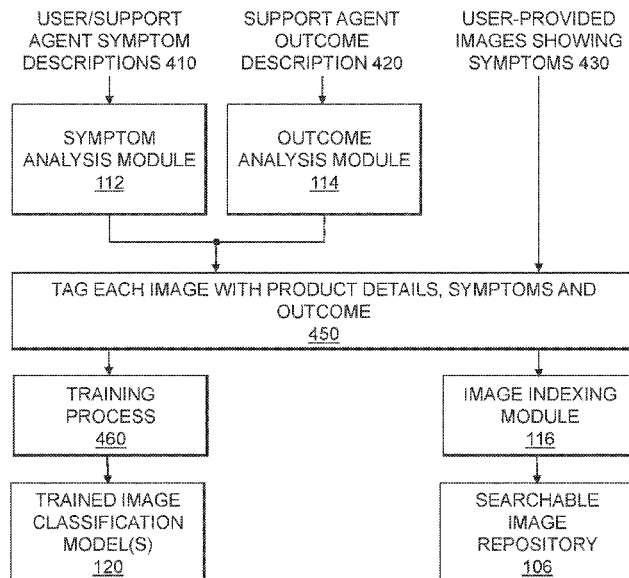 USER/SUPPORT
AGENT SYMPTOM
DESCRIPTIONS 410
SUPPORT AGENT
OUTCOME
DESCRIPTION 420
USER-PROVIDED
IMAGES SHOWING
SYMPTOMS 430
SYMPTOM
ANALYSIS MODULE
112
OUTCOME
ANALYSIS MODULE
114
TAG EACH IMAGE WITH PRODUCT DETAILS, SYMPTOMS AND
OUTCOME
450
TRAINING
PROCESS
460
IMAGE INDEXING
MODULE
116
TRAINED IMAGE
CLASSIFICATION
MODEL(S)
120
SEARCHABLE
IMAGE
REPOSITORY
106